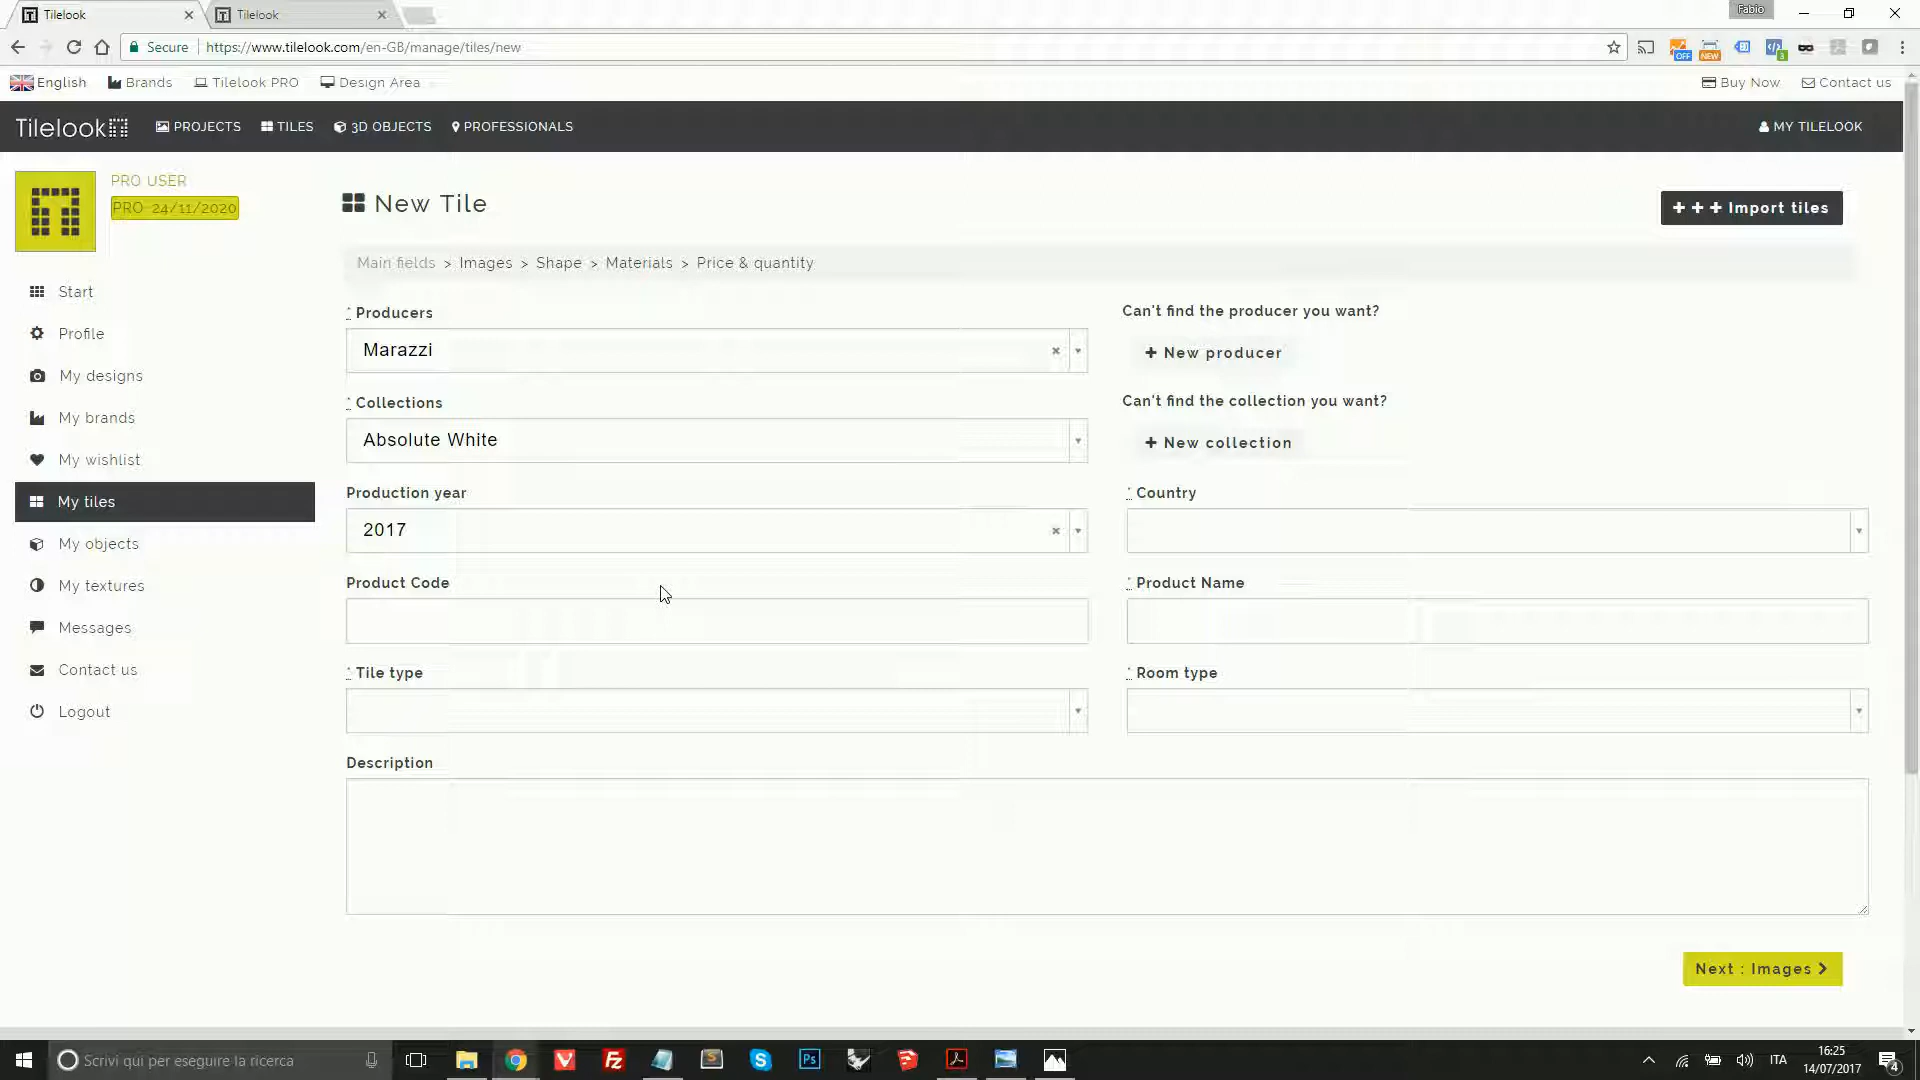 Tilelook
Tilelook
Fabio
Secure
https://www.tilelook.com/en-GB/manage/tiles/new
OFF
NEW
3
English
Brands
Tilelook PRO
Design Area
Buy Now
Contact us
Tilelook
PROJECTS
TILES
3D OBJECTS
PROFESSIONALS
MY TILELOOK
PRO USER
PRO 24/11/2020
New Tile
+ + + Import tiles
Main fields > Images > Shape > Materials > Price & quantity
Start
Profile
My designs
My brands
My wishlist
My tiles
My objects
My textures
Messages
Contact us
Logout
* Producers
Marazzi
Can't find the producer you want?
+ New producer
* Collections
Absolute White
Can't find the collection you want?
+ New collection
Production year
2017
* Country
Product Code
* Product Name
* Tile type
* Room type
Description
Next : Images
Scrivi qui per eseguire la ricerca
Fz
S
Ps
ITA
16:25
14/07/2017
4